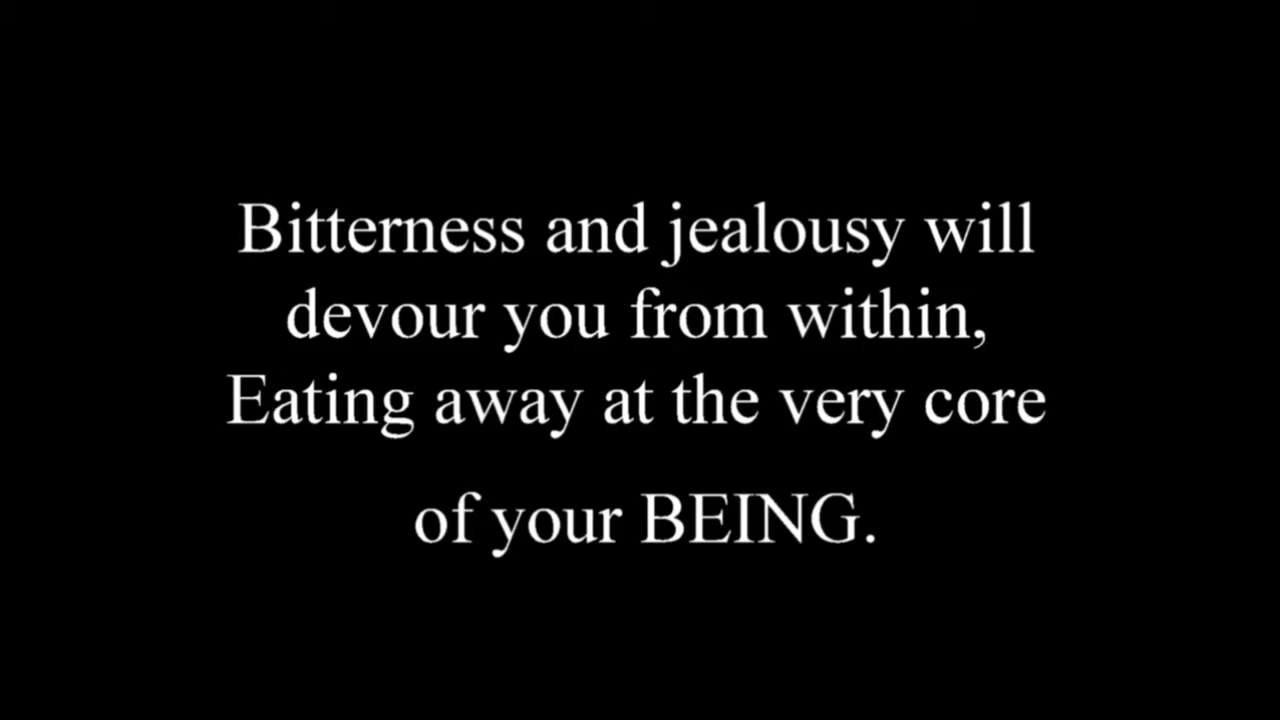 Bitterness and jealousy will
devour you from within,
Eating away at the very core
of your BEING.